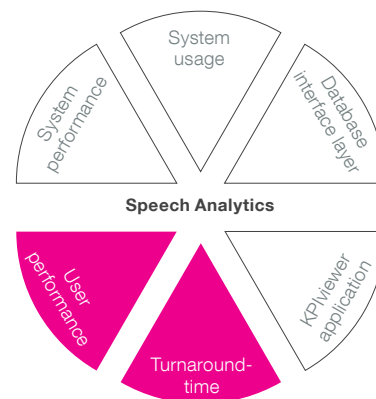 System
usage
System
performance
Database
interface layer
Speech Analytics
User
performance
Turnaround-
time
KPIviewer
application